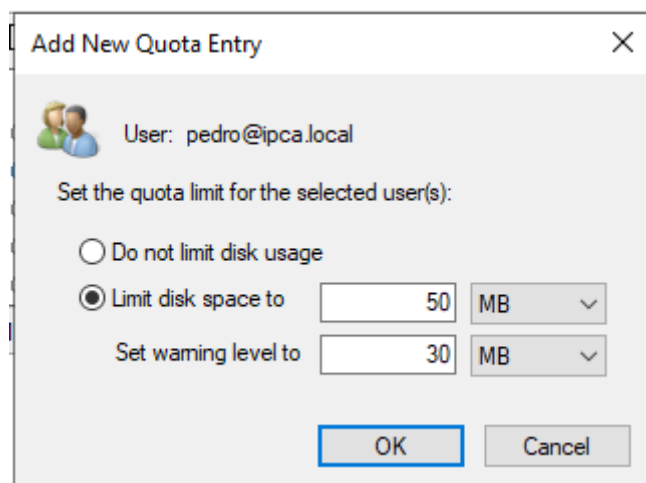 Add New Quota Entry
User: pedro@ipca.local
Set the quota limit for the selected user(s):
Do not limit disk usage
Limit disk space to 50 MB
Set warning level to 30 MB
OK Cancel